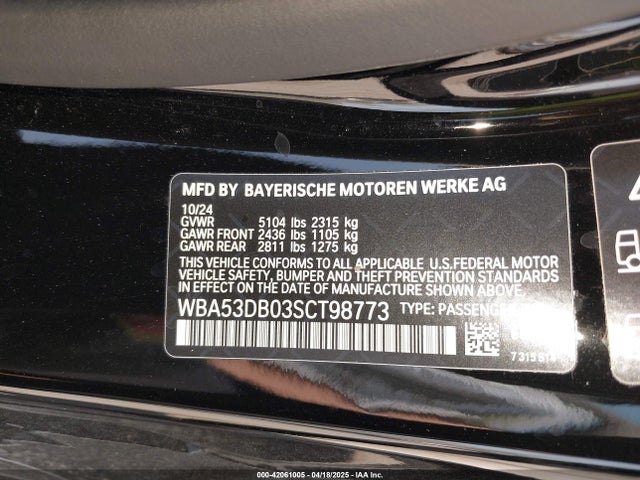 MFD BY BAYERISCHE MOTOREN WERKE AG
10/24
GVWR 5104 lbs 2315 kg
GAWR FRONT 2436 lbs 1105 kg
GAWR REAR 2811 lbs 1275 kg
THIS VEHICLE CONFORMS TO ALL APPLICABLE U.S.FEDERAL MOTOR
VEHICLE SAFETY, BUMPER AND THEFT PREVENTION STANDARDS
IN EFFECT ON THE DATE OF MANUFACTURE SHOWN ABOVE.
WBA53DB03SCT98773 TYPE: PASSENGER
000-42061005 - 04/18/2025 - IAA Inc.